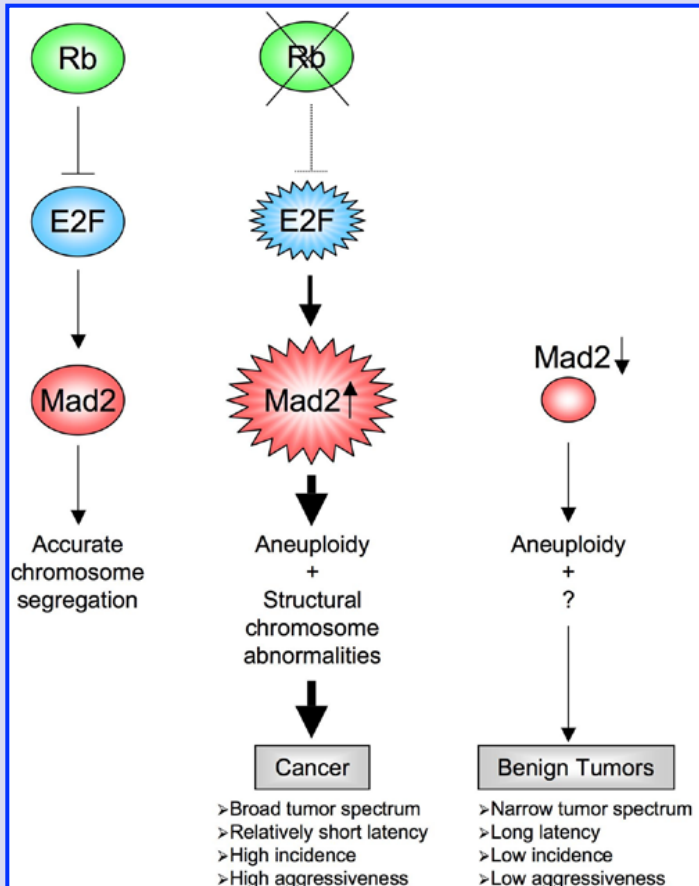 Rb
E2F
Mad2
Accurate
chromosome
segregation
Rb
E2F
Mad2↑
Aneuploidy
+
Structural
chromosome
abnormalities
Cancer
➢Broad tumor spectrum
➢Relatively short latency
➢High incidence
➢High aggressiveness
Mad2↓
Aneuploidy
+
?
Benign Tumors
➢Narrow tumor spectrum
➢Long latency
➢Low incidence
➢Low aggressiveness